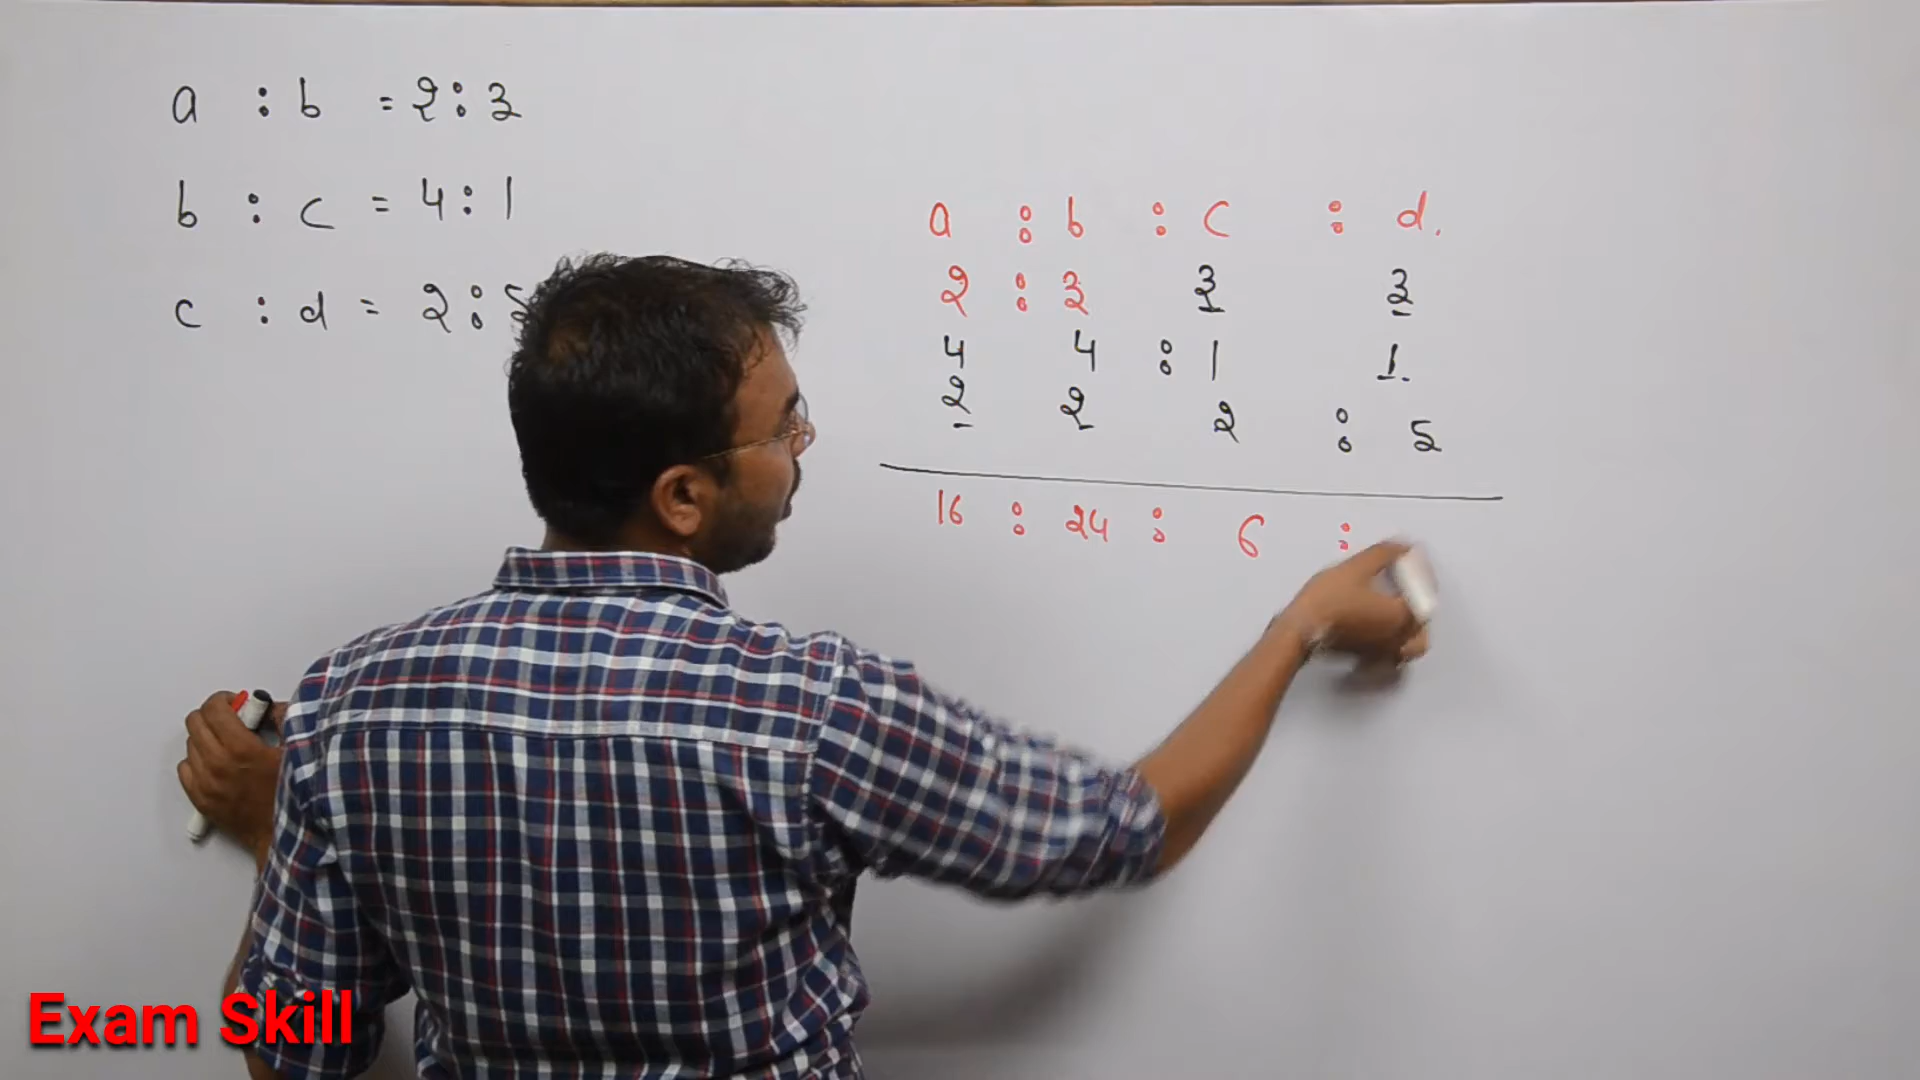 a : b = 2 : 3
b : c = 4 : 1
c : d = 2 : 5
a : b : c : d.
2 : 3 3 3
4 4 : 1 1.
2 2 2 : 5
16 : 24 : 6 :
Exam Skill